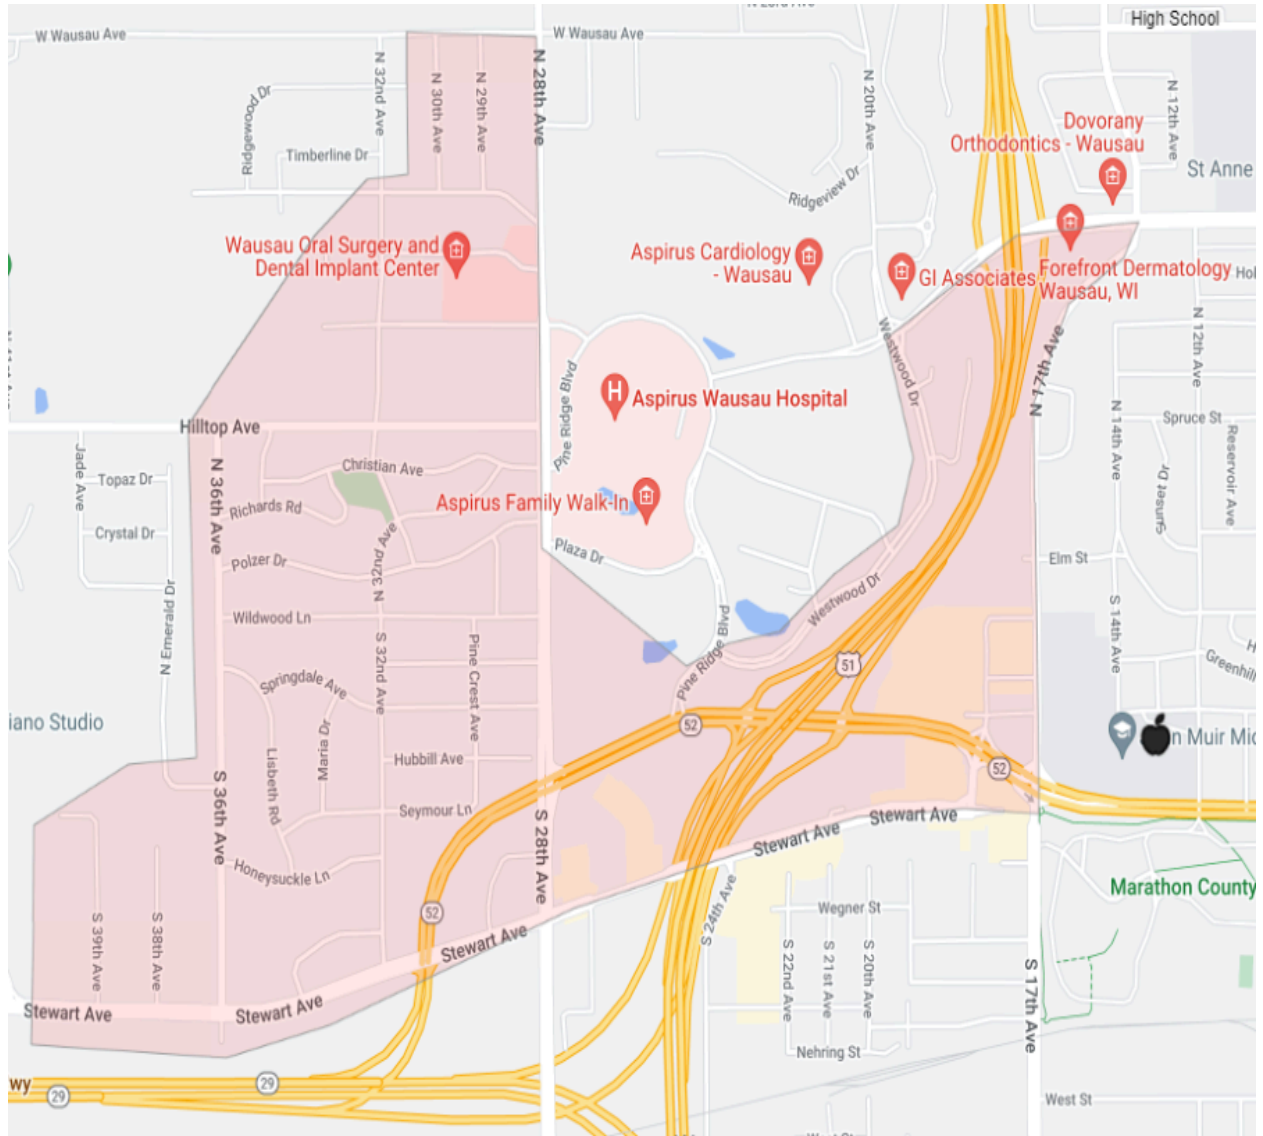 High School
W Wausau Ave
W Wausau Ave
N 28th Ave
N 32nd Ave
N 30th Ave
N 29th Ave
N 20th Ave
N 12th Ave
Ridgewood Dr
Timberline Dr
Dovorany
Orthodontics - Wausau
St Anne
Ridgeview Dr
Wausau Oral Surgery and
Dental Implant Center
Aspirus Cardiology
- Wausau
GI Associates
Forefront Dermatology
Wausau, WI
Westwood Dr
N 17th Ave
N 12th Ave
Pine Ridge Blvd
Aspirus Wausau Hospital
Hilltop Ave
N 36th Ave
Jade Ave
Topaz Dr
Crystal Dr
Christian Ave
Richards Rd
Polzer Dr
N 32nd Ave
Aspirus Family Walk-In
Plaza Dr
N 14th Ave
Spruce St
Sunset Dr
Reservoir Ave
Elm St
N Emerald Dr
Wildwood Ln
S 32nd Ave
Pine Crest Ave
Springdale Ave
Maria Dr
Lisbeth Rd
Westwood Dr
Pine Ridge Blvd
51
52
52
S 14th Ave
Greenhill
iano Studio
n Muir Mid
Hubbill Ave
Seymour Ln
S 36th Ave
Honeysuckle Ln
S 28th Ave
Stewart Ave
Stewart Ave
52
Stewart Ave
S 24th Ave
Marathon County
Wegner St
S 39th Ave
S 38th Ave
S 22nd Ave
S 21st Ave
S 20th Ave
S 17th Ave
Stewart Ave
Stewart Ave
Nehring St
wy
29
29
West St